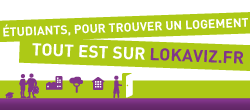 ÉTUDIANTS, POUR TROUVER UN LOGEMENT
TOUT EST SUR LOKAVIZ.FR